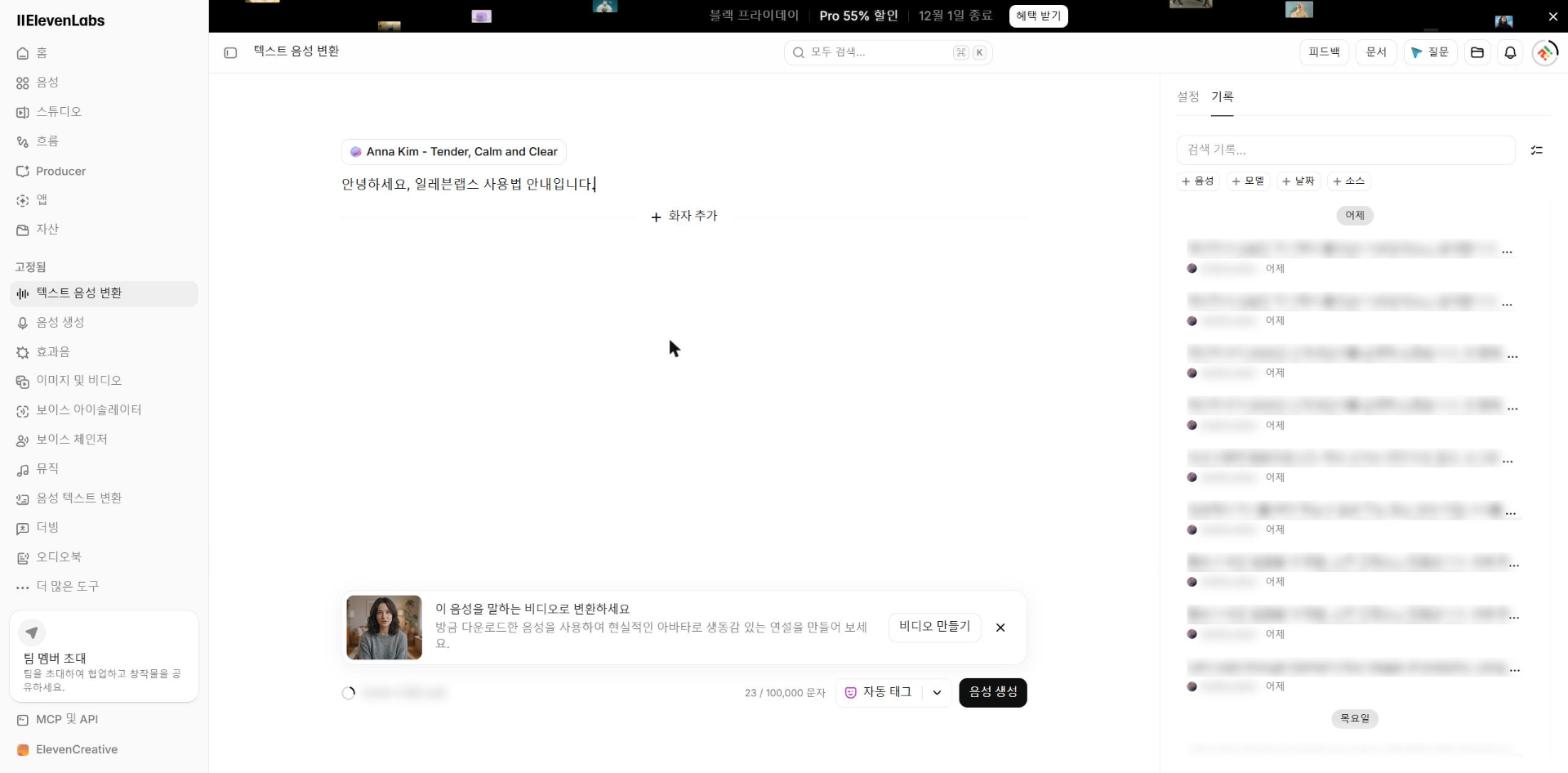 IIElevenLabs
홈
음성
스튜디오
흐름
Producer
앱
자산
고정됨
텍스트 음성 변환
음성 생성
효과음
이미지 및 비디오
보이스 아이솔레이터
보이스 체인저
뮤직
음성 텍스트 변환
더빙
오디오북
더 많은 도구
팀 멤버 초대
팀을 초대하여 협업하고 창작물을 공
유하세요.
MCP 및 API
ElevenCreative
블랙 프라이데이 Pro 55% 할인 12월 1일 종료 혜택 받기
텍스트 음성 변환
모두 검색... ⌘ K
피드백 문서 질문
Anna Kim - Tender, Calm and Clear
안녕하세요, 일레븐랩스 사용법 안내입니다.
+ 화자 추가
이 음성을 말하는 비디오로 변환하세요
방금 다운로드한 음성을 사용하여 현실적인 아바타로 생동감 있는 연설을 만들어 보세
요.
비디오 만들기
23 / 100,000 문자 자동 태그 음성 생성
설정 기록
검색 기록...
+ 음성 + 모델 + 날짜 + 소스
어제
...
어제
...
어제
...
어제
...
어제
...
어제
...
어제
...
어제
...
어제
...
어제
목요일